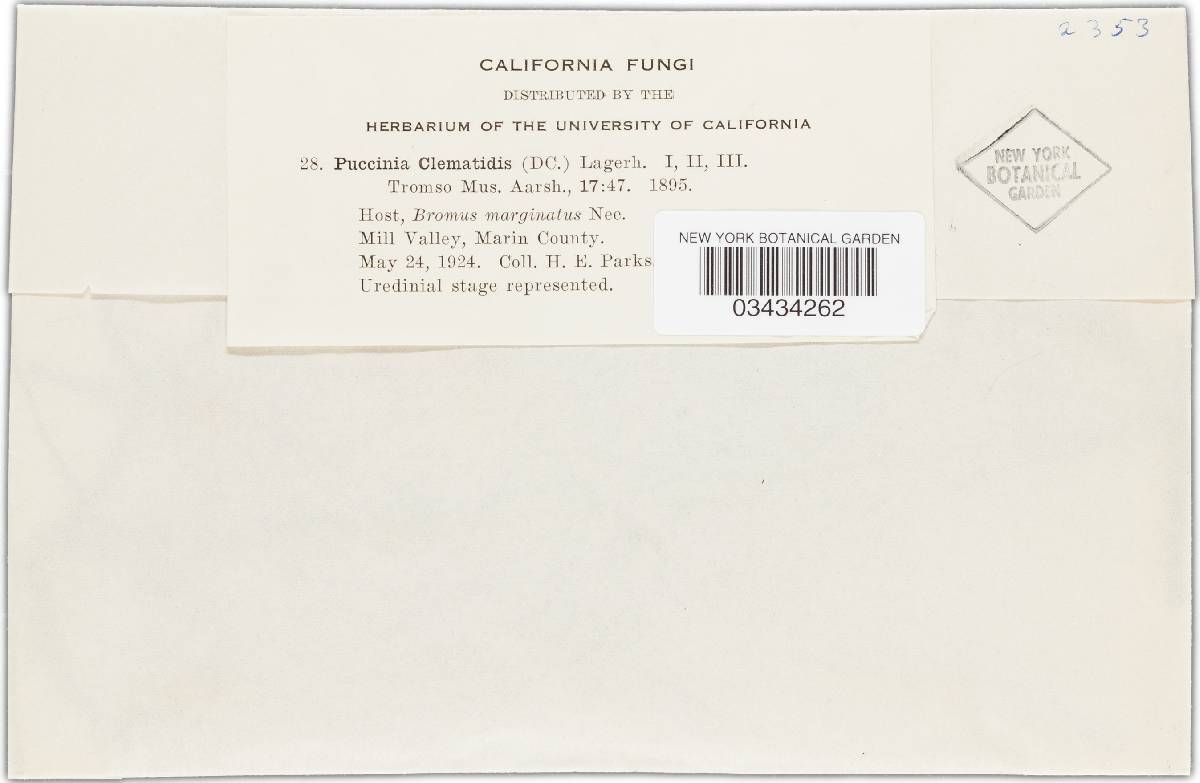 2353
CALIFORNIA FUNGI
DISTRIBUTED BY THE
HERBARIUM OF THE UNIVERSITY OF CALIFORNIA
28. Puccinia Clematidis (DC.) Lagerh. I, II, III.
Tromso Mus. Aarsh., 17:47. 1895.
Host, Bromus marginatus Nee.
Mill Valley, Marin County.
May 24, 1924. Coll. H. E. Parks.
Uredinial stage represented.
NEW YORK BOTANICAL GARDEN
03434262
NEW YORK
BOTANICAL
GARDEN